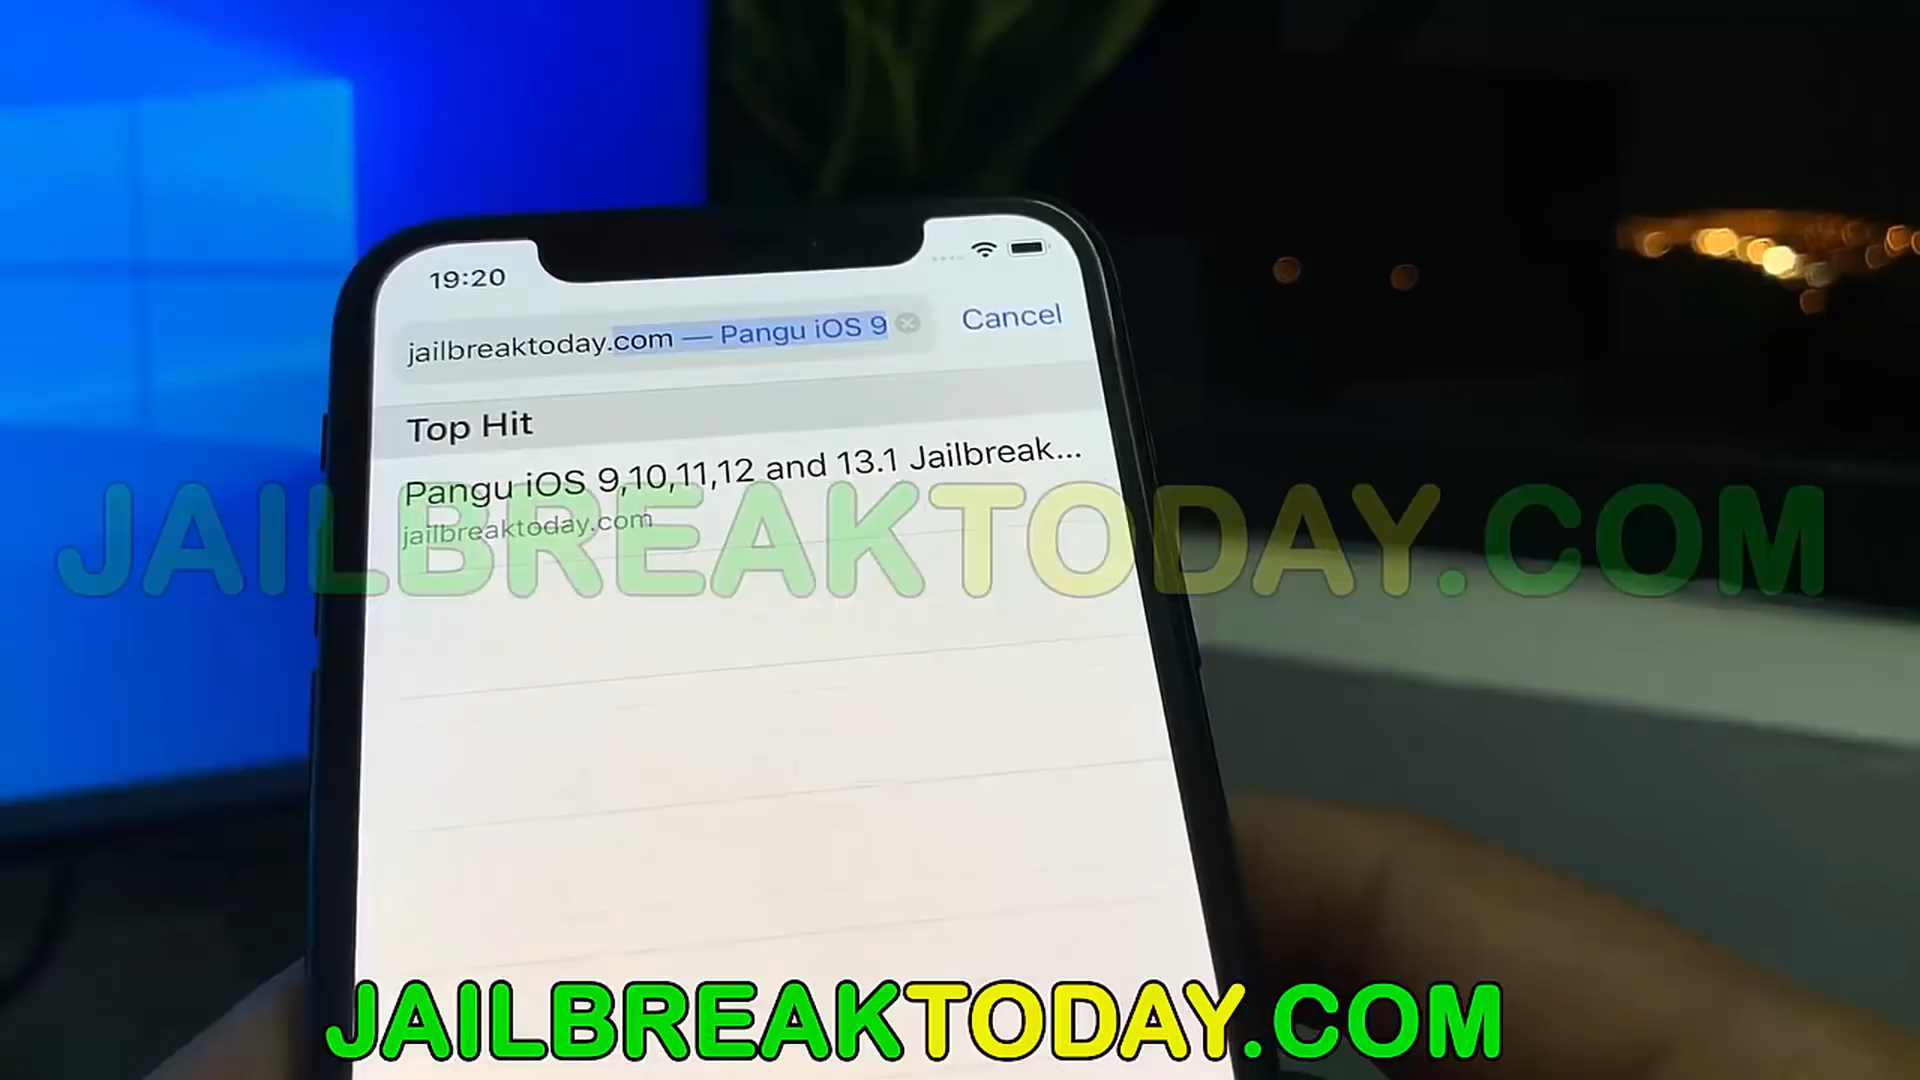 19:20
jailbreaktoday.com — Pangu iOS 9
Cancel
Top Hit
Pangu iOS 9,10,11,12 and 13.1 Jailbreak...
jailbreaktoday.com
JAILBREAKTODAY.COM
JAILBREAKTODAY.COM